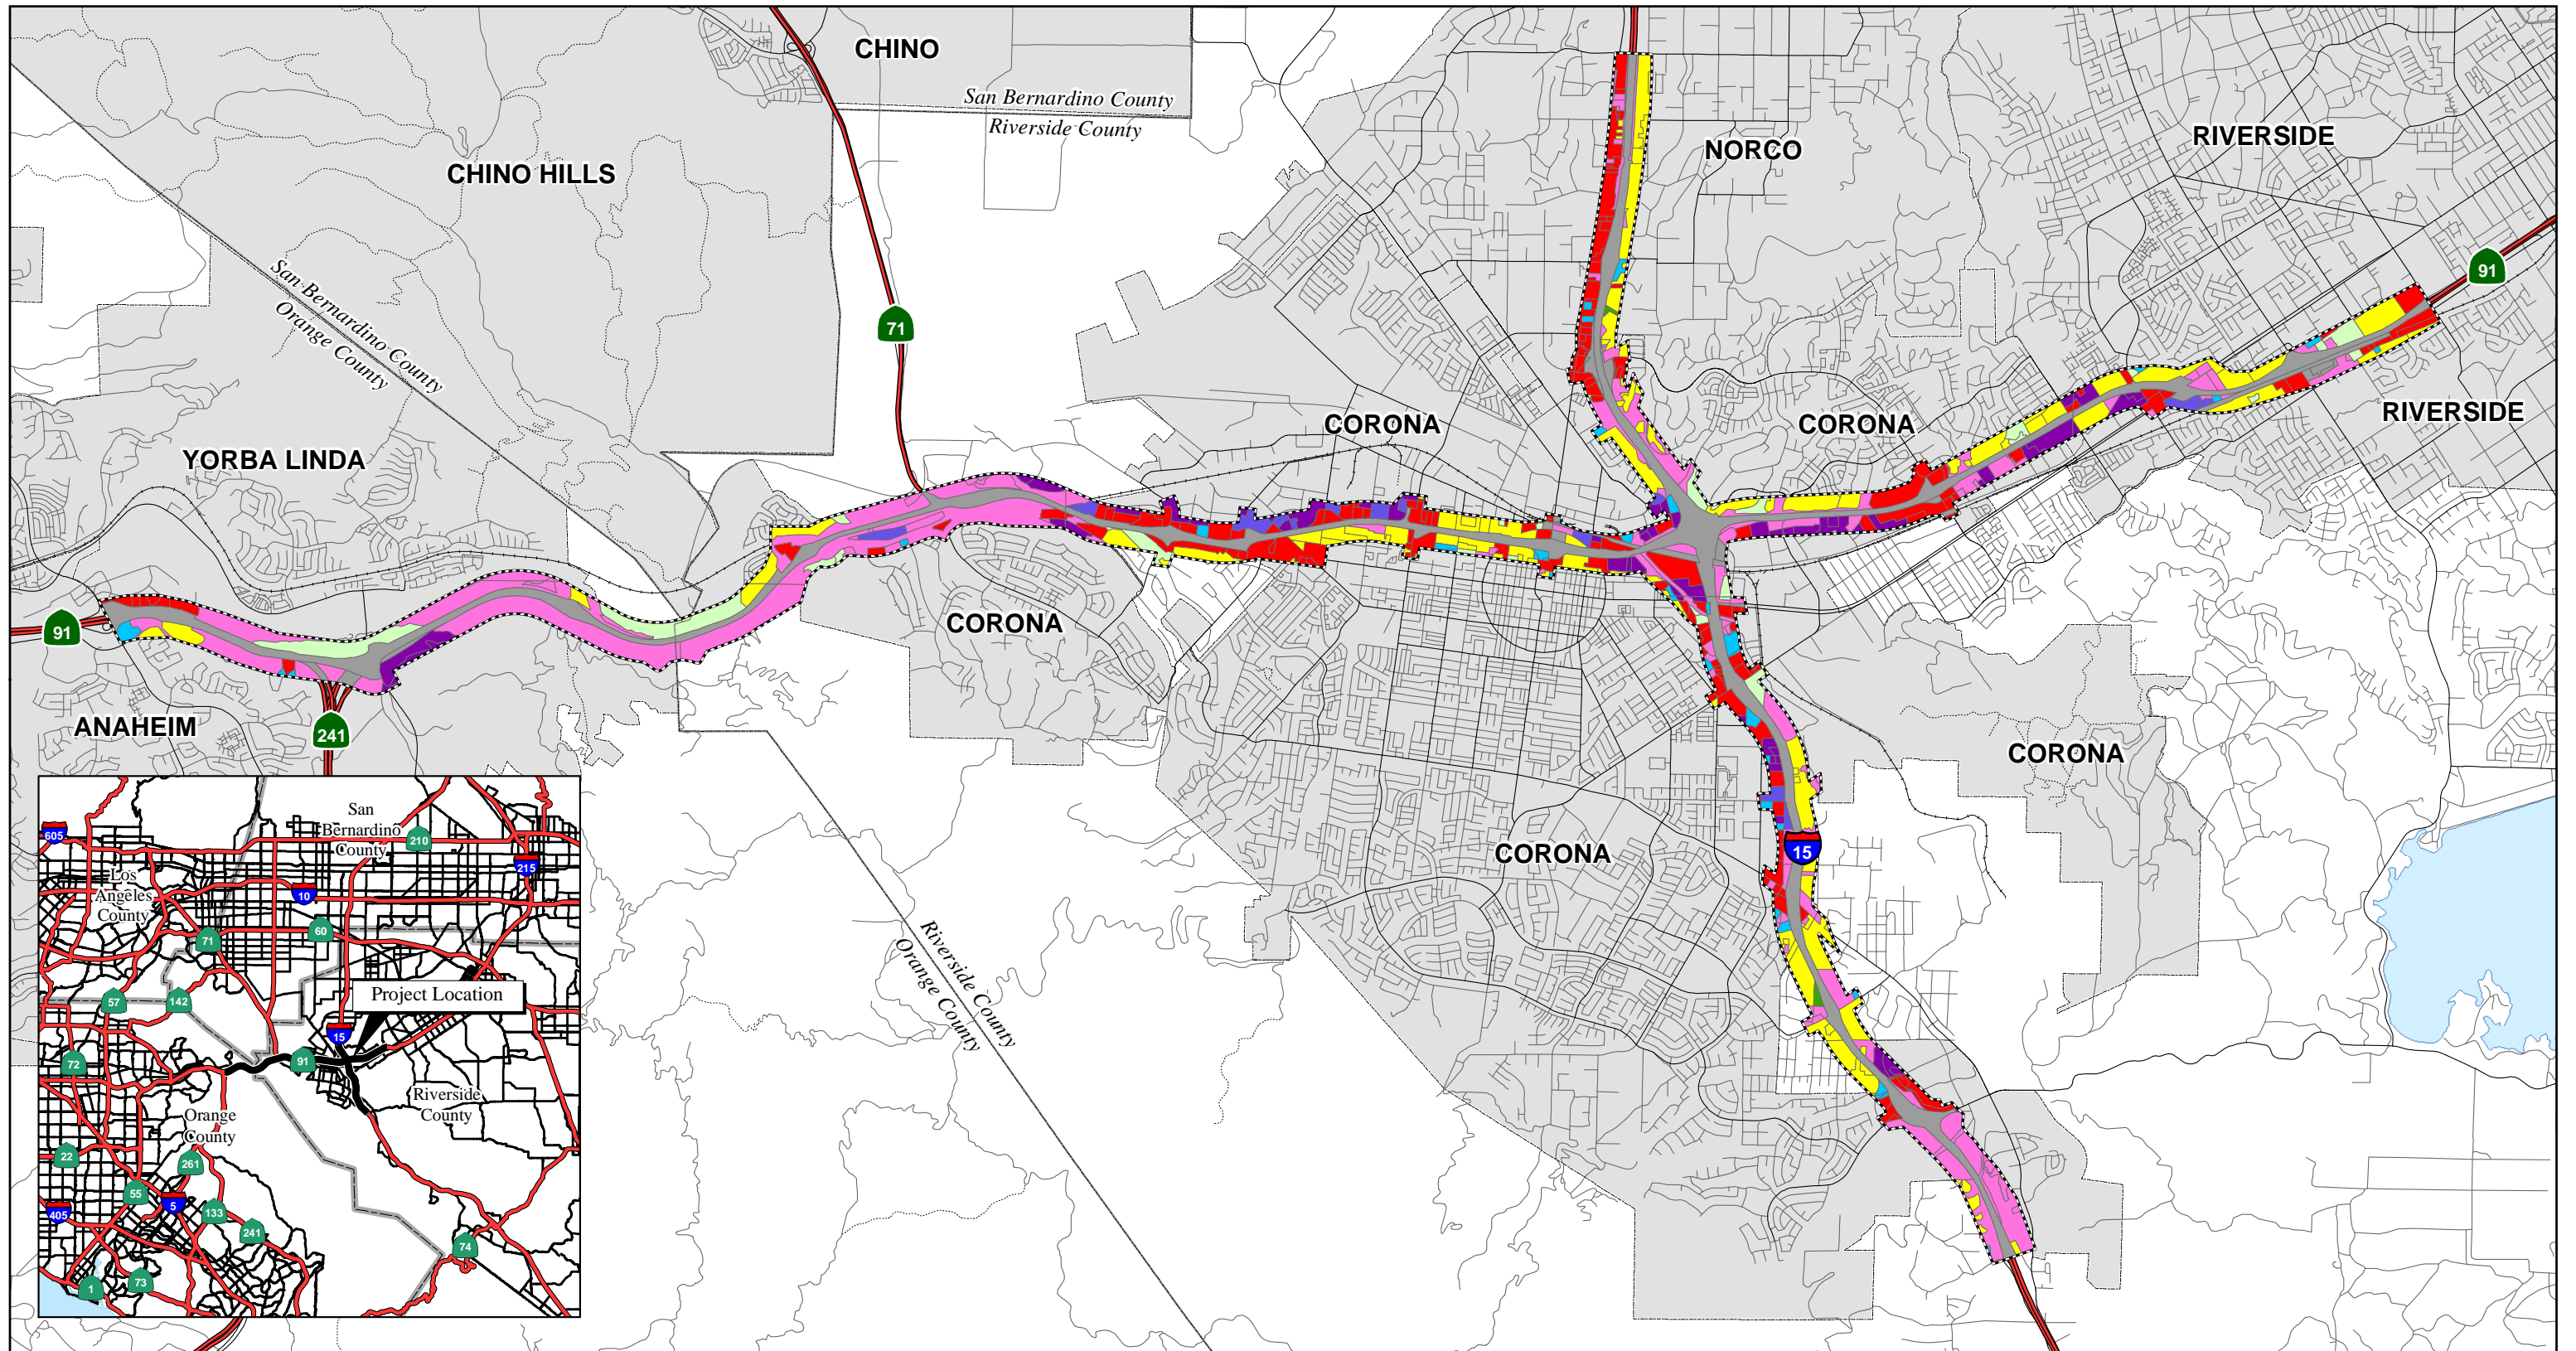 CHINO
San Bernardino County
Riverside County
NORCO
RIVERSIDE
CHINO HILLS
91
San Bernardino County
Orange County
71
CORONA
CORONA
RIVERSIDE
YORBA LINDA
91
CORONA
ANAHEIM
241
CORONA
15
CORONA
Riverside County
Orange County
San
Bernardino
County
605
210
215
Los
Angeles
County
10
71
60
57
142
Project Location
15
91
72
Riverside
County
Orange
County
22
261
55
5
133
405
241
74
1
73